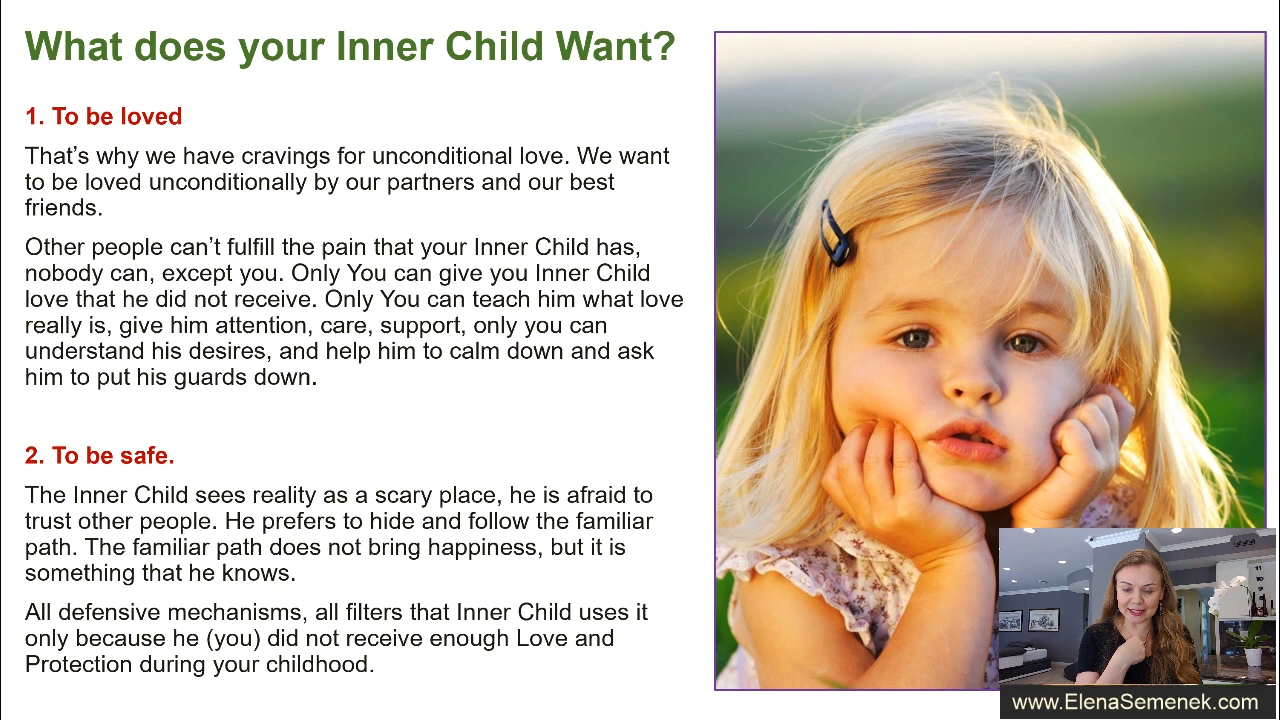 What does your Inner Child Want?
1. To be loved
That’s why we have cravings for unconditional love. We want
to be loved unconditionally by our partners and our best
friends.
Other people can’t fulfill the pain that your Inner Child has,
nobody can, except you. Only You can give you Inner Child
love that he did not receive. Only You can teach him what love
really is, give him attention, care, support, only you can
understand his desires, and help him to calm down and ask
him to put his guards down.
2. To be safe.
The Inner Child sees reality as a scary place, he is afraid to
trust other people. He prefers to hide and follow the familiar
path. The familiar path does not bring happiness, but it is
something that he knows.
All defensive mechanisms, all filters that Inner Child uses it
only because he (you) did not receive enough Love and
Protection during your childhood.
www.ElenaSemenek.com